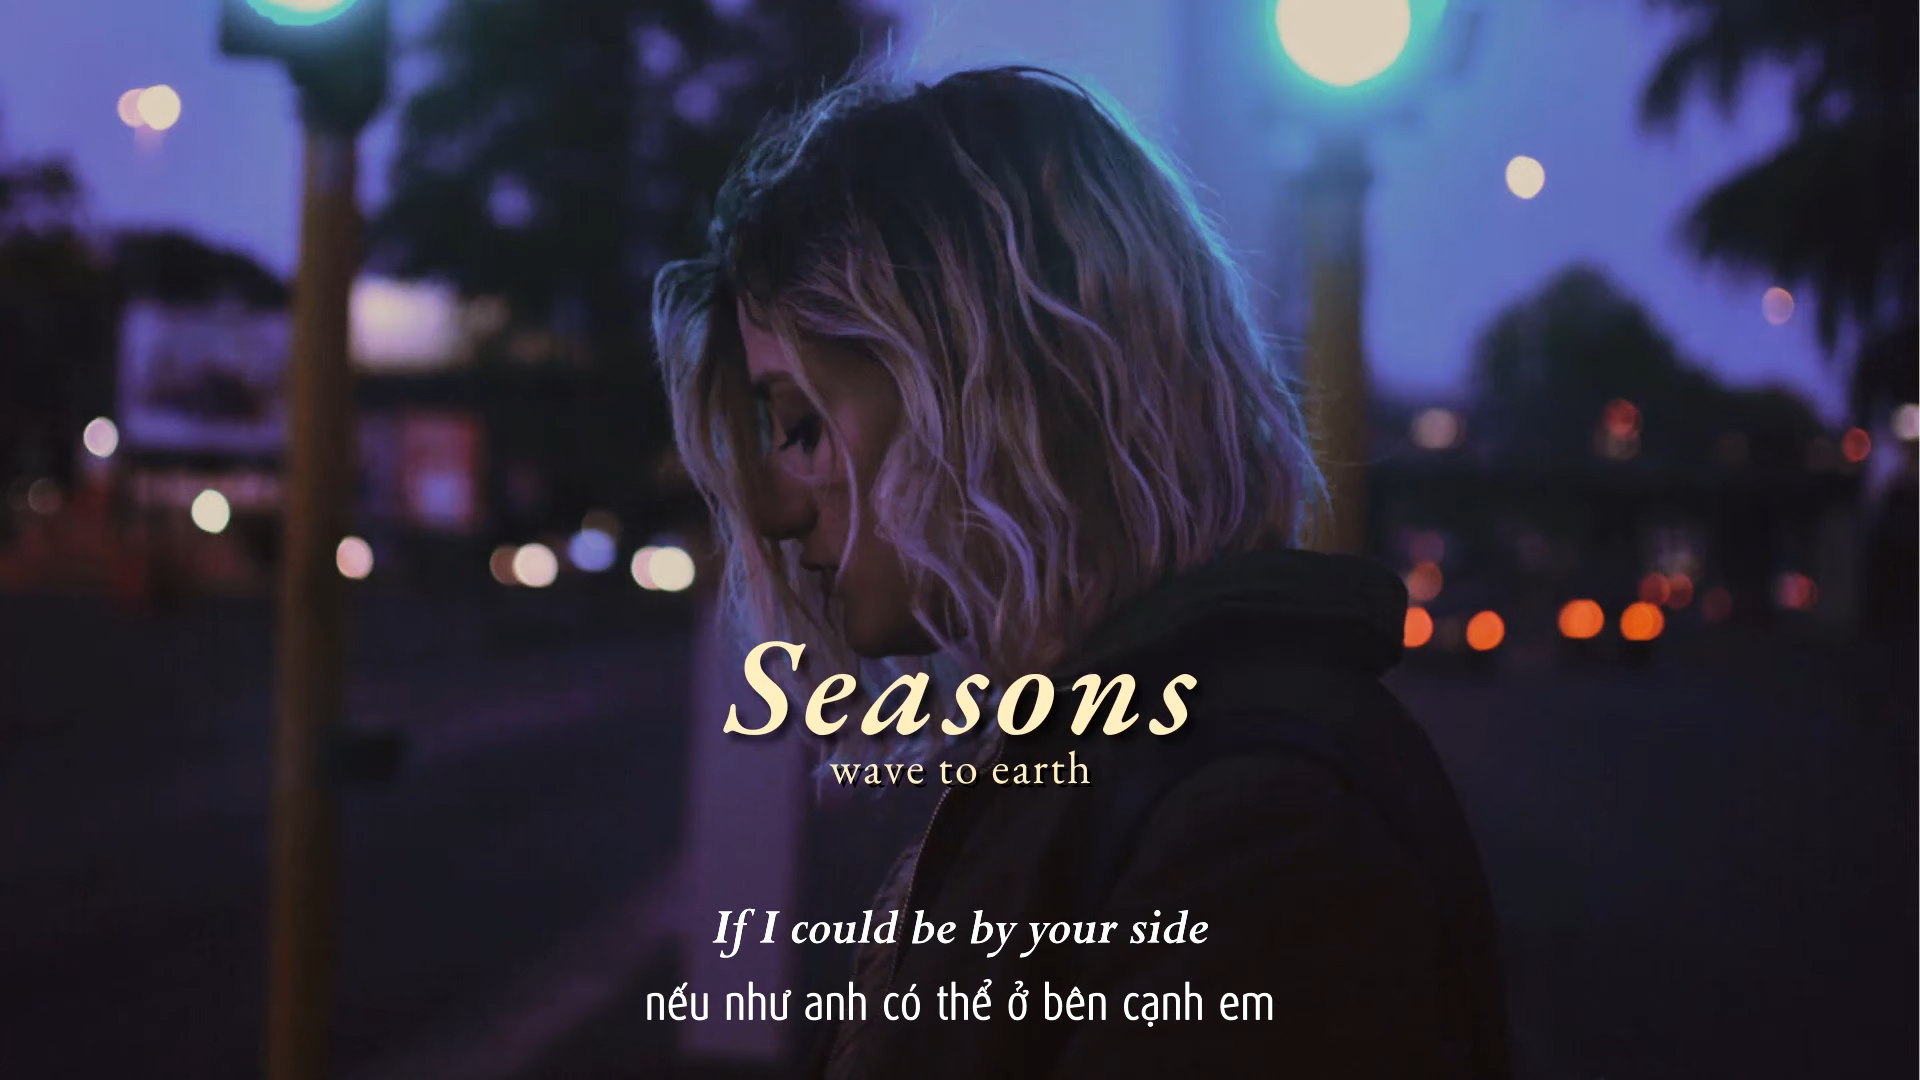 Seasons
wave to earth
If I could be by your side
nếu như anh có thể ở bên cạnh em